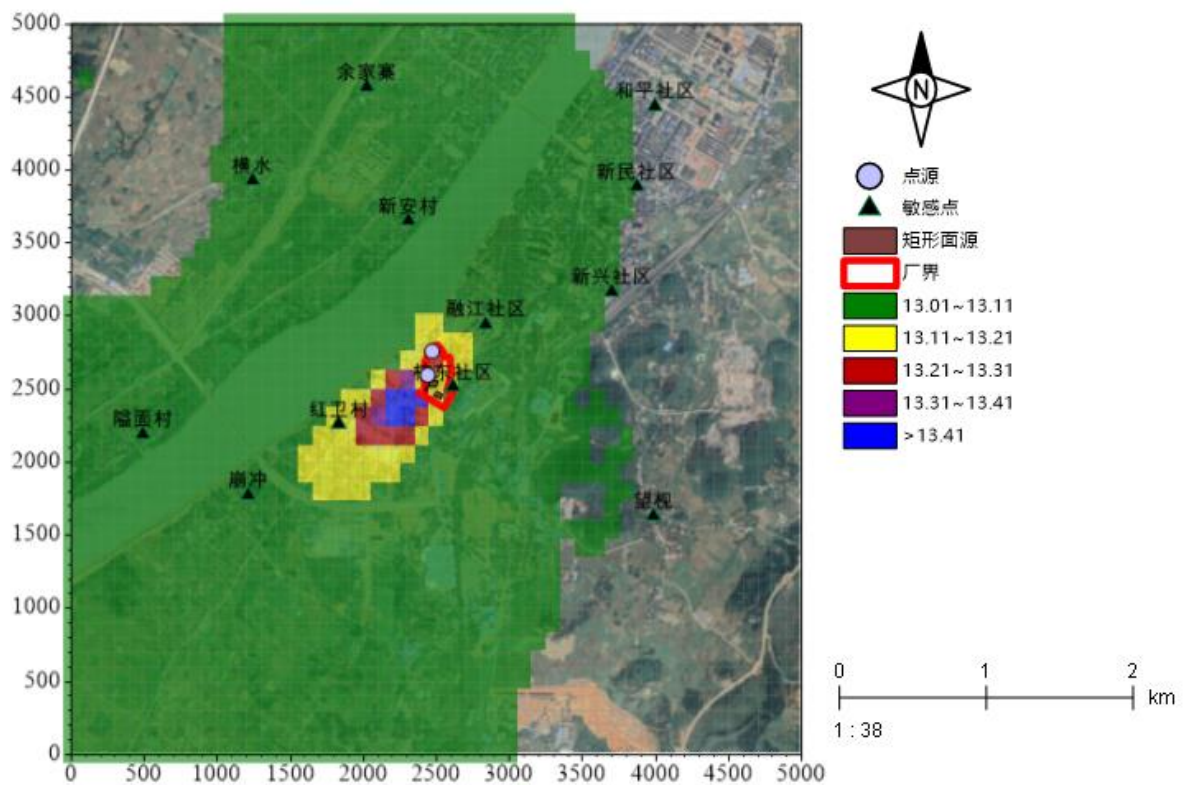 5000
4500
4000
3500
3000
2500
2000
1500
1000
500
0
0
500
1000
1500
2000
2500
3000
3500
4000
4500
5000
余家寨
和平社区
横水
新民社区
新安村
新兴社区
融江社区
东社区
红卫村
隘面村
崩冲
望枧
N
点源
敏感点
矩形面源
厂界
13.01~13.11
13.11~13.21
13.21~13.31
13.31~13.41
>13.41
0 1 2
km
1 : 38